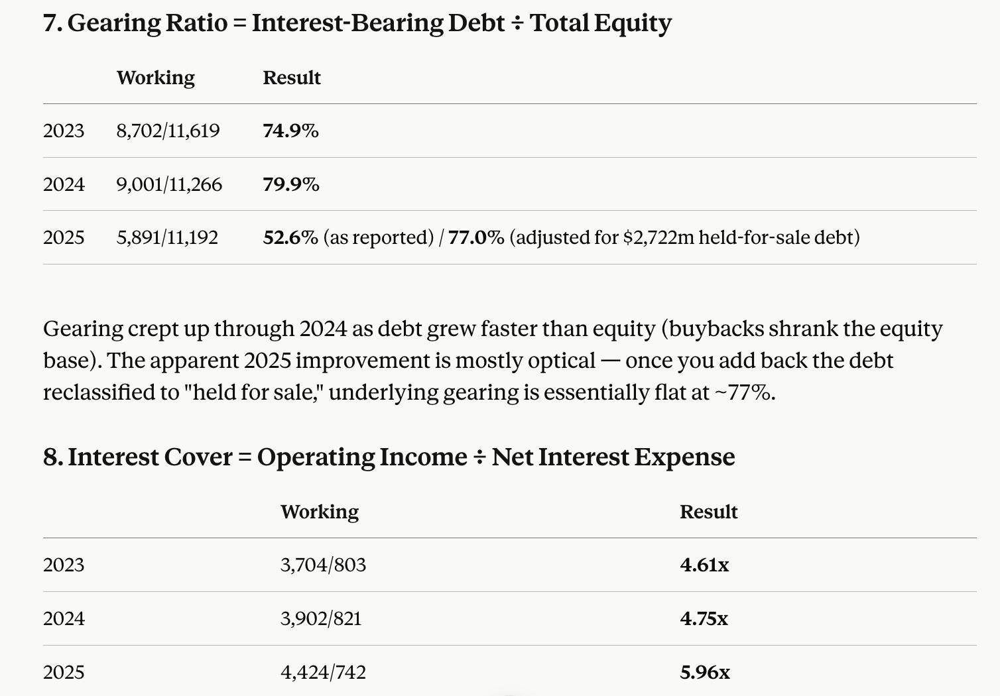 7. Gearing Ratio = Interest-Bearing Debt ÷ Total Equity
Working Result
2023 8,702/11,619 74.9%
2024 9,001/11,266 79.9%
2025 5,891/11,192 52.6% (as reported) / 77.0% (adjusted for $2,722m held-for-sale debt)
Gearing crept up through 2024 as debt grew faster than equity (buybacks shrank the equity
base). The apparent 2025 improvement is mostly optical — once you add back the debt
reclassified to "held for sale," underlying gearing is essentially flat at ~77%.
8. Interest Cover = Operating Income ÷ Net Interest Expense
Working Result
2023 3,704/803 4.61x
2024 3,902/821 4.75x
2025 4,424/742 5.96x